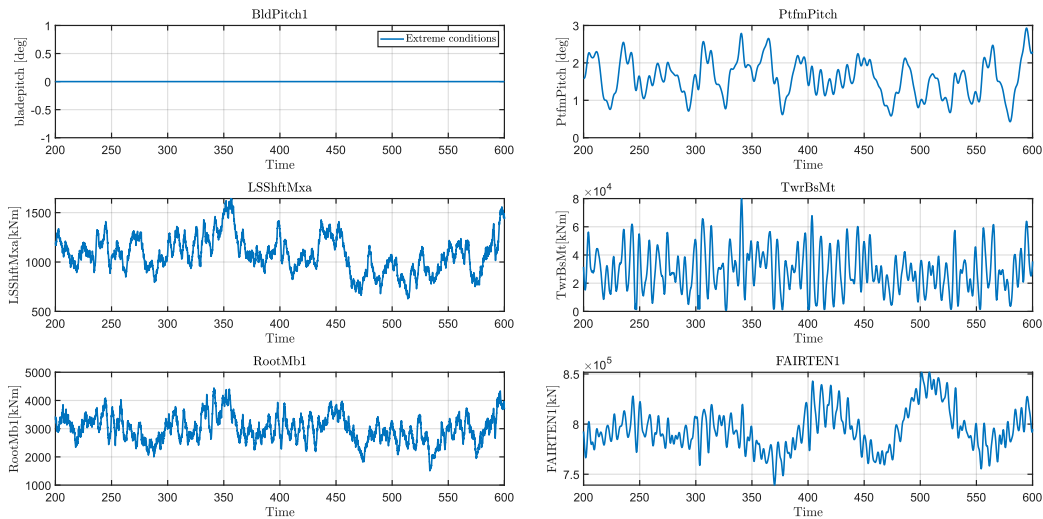 BldPitch1
bladepitch [deg]
1
0.5
0
-0.5
-1
Extreme conditions
200 250 300 350 400 450 500 550 600
Time
PtfmPitch
PtfmPitch [deg]
3
2
1
0
200 250 300 350 400 450 500 550 600
Time
LSShftMxa
LSShftMxa[kNm]
1500
1000
500
200 250 300 350 400 450 500 550 600
Time
TwrBsMt
×10⁴
TwrBsMt[kNm]
8
6
4
2
0
200 250 300 350 400 450 500 550 600
Time
RootMb1
RootMb1[kNm]
5000
4000
3000
2000
1000
200 250 300 350 400 450 500 550 600
Time
FAIRTEN1
×10⁵
FAIRTEN1[kN]
8.5
8
7.5
200 250 300 350 400 450 500 550 600
Time